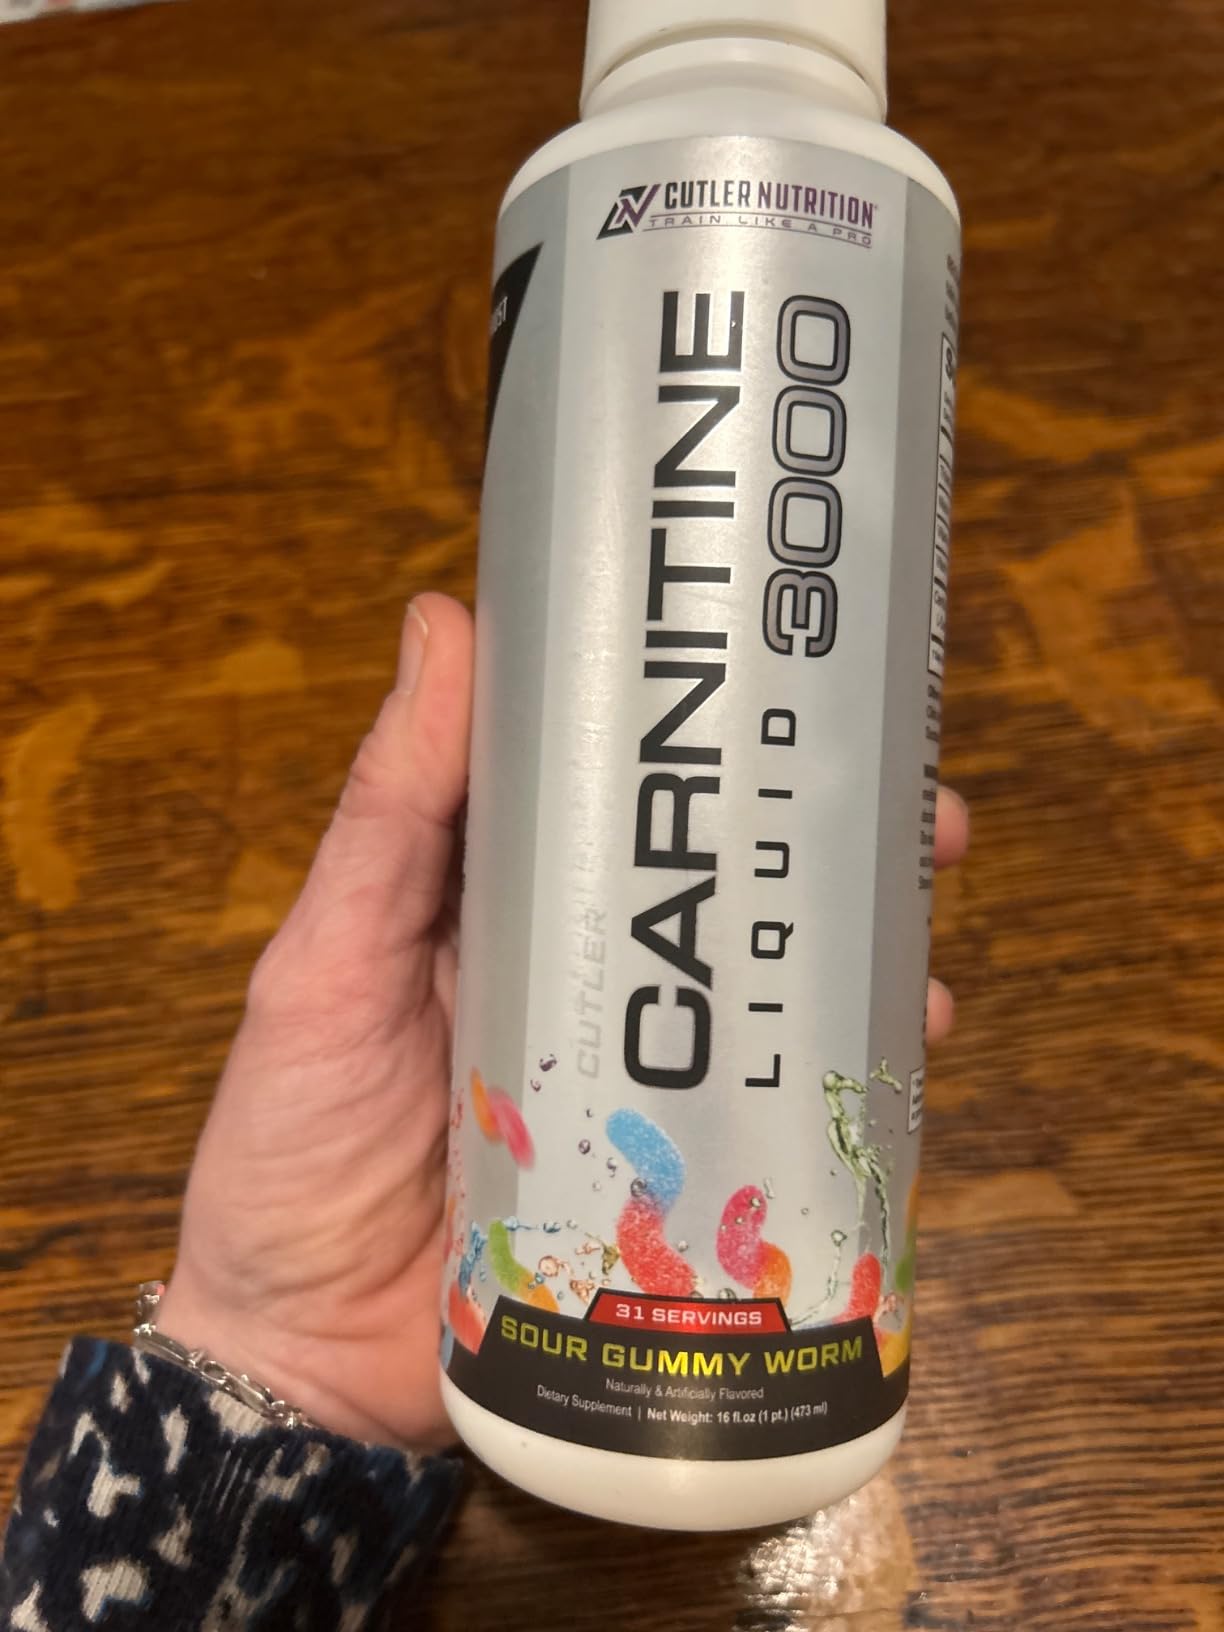 CUTLER NUTRITION
TRAIN LIKE A PRO
CARNITINE
LIQUID 3000
CUTLER
31 SERVINGS
SOUR GUMMY WORM
Naturally & Artificially Flavored
Dietary Supplement | Net Weight: 16 fl.oz (1 pt.) (473 ml)